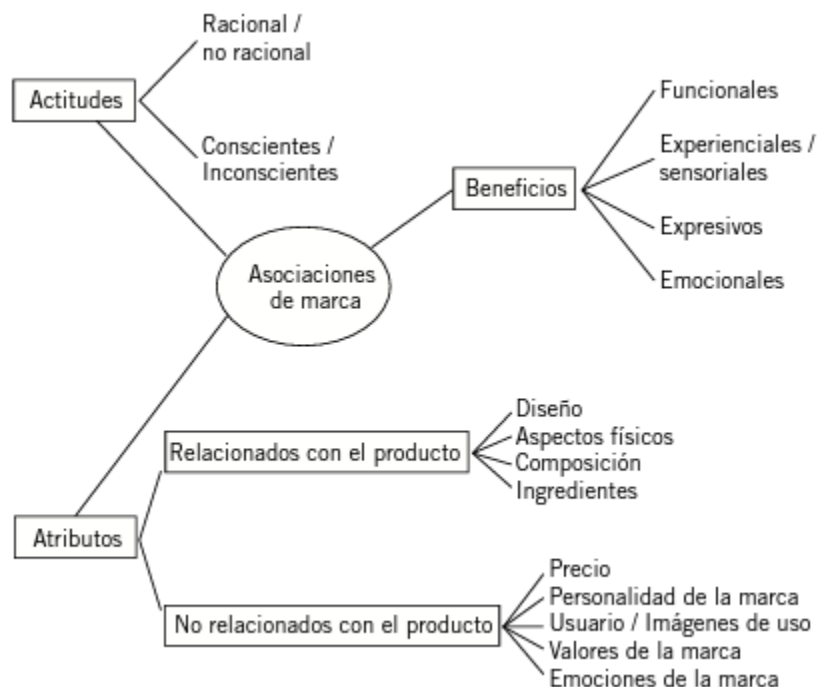 Racional /
no racional
Actitudes
Conscientes /
Inconscientes
Funcionales
Experienciales /
sensoriales
Beneficios
Expresivos
Emocionales
Asociaciones
de marca
Diseño
Aspectos físicos
Relacionados con el producto
Composición
Ingredientes
Atributos
Precio
Personalidad de la marca
No relacionados con el producto
Usuario / Imágenes de uso
Valores de la marca
Emociones de la marca